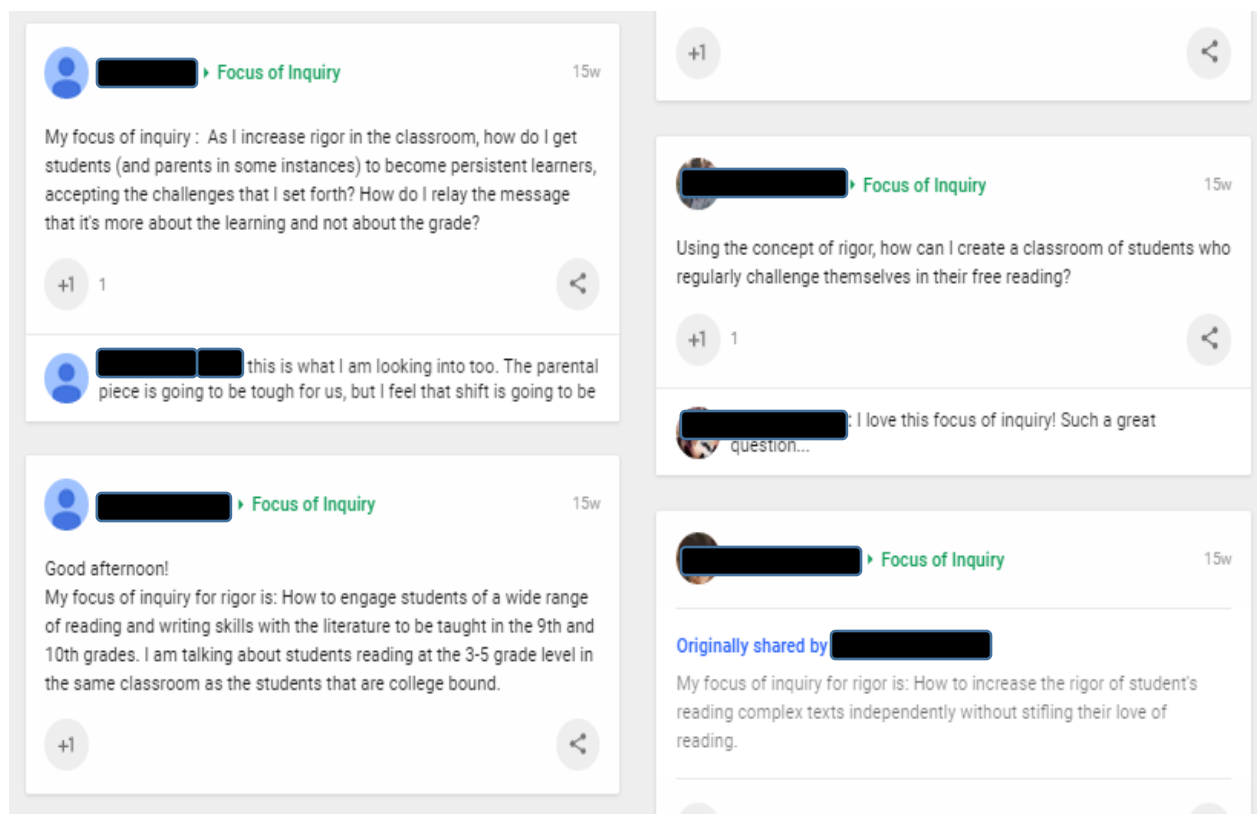 Focus of Inquiry 15w
My focus of inquiry : As I increase rigor in the classroom, how do I get
students (and parents in some instances) to become persistent learners,
accepting the challenges that I set forth? How do I relay the message
that it's more about the learning and not about the grade?
+1 1
this is what I am looking into too. The parental
piece is going to be tough for us, but I feel that shift is going to be
Focus of Inquiry 15w
Good afternoon!
My focus of inquiry for rigor is: How to engage students of a wide range
of reading and writing skills with the literature to be taught in the 9th and
10th grades. I am talking about students reading at the 3-5 grade level in
the same classroom as the students that are college bound.
+1
+1
Focus of Inquiry 15w
Using the concept of rigor, how can I create a classroom of students who
regularly challenge themselves in their free reading?
+1 1
: I love this focus of inquiry! Such a great
question...
Focus of Inquiry 15w
Originally shared by
My focus of inquiry for rigor is: How to increase the rigor of student's
reading complex texts independently without stifling their love of
reading.